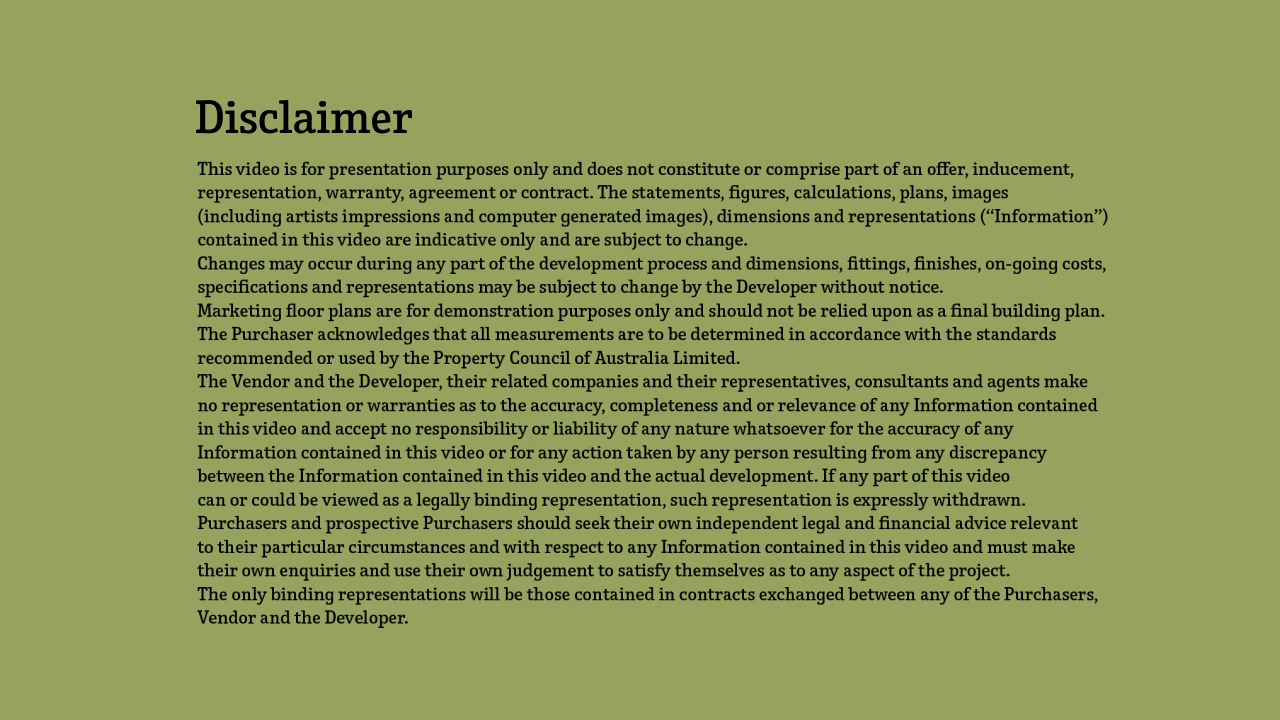 Disclaimer
This video is for presentation purposes only and does not constitute or comprise part of an offer, inducement,
representation, warranty, agreement or contract. The statements, figures, calculations, plans, images
(including artists impressions and computer generated images), dimensions and representations (“Information”)
contained in this video are indicative only and are subject to change.
Changes may occur during any part of the development process and dimensions, fittings, finishes, on-going costs,
specifications and representations may be subject to change by the Developer without notice.
Marketing floor plans are for demonstration purposes only and should not be relied upon as a final building plan.
The Purchaser acknowledges that all measurements are to be determined in accordance with the standards
recommended or used by the Property Council of Australia Limited.
The Vendor and the Developer, their related companies and their representatives, consultants and agents make
no representation or warranties as to the accuracy, completeness and or relevance of any Information contained
in this video and accept no responsibility or liability of any nature whatsoever for the accuracy of any
Information contained in this video or for any action taken by any person resulting from any discrepancy
between the Information contained in this video and the actual development. If any part of this video
can or could be viewed as a legally binding representation, such representation is expressly withdrawn.
Purchasers and prospective Purchasers should seek their own independent legal and financial advice relevant
to their particular circumstances and with respect to any Information contained in this video and must make
their own enquiries and use their own judgement to satisfy themselves as to any aspect of the project.
The only binding representations will be those contained in contracts exchanged between any of the Purchasers,
Vendor and the Developer.